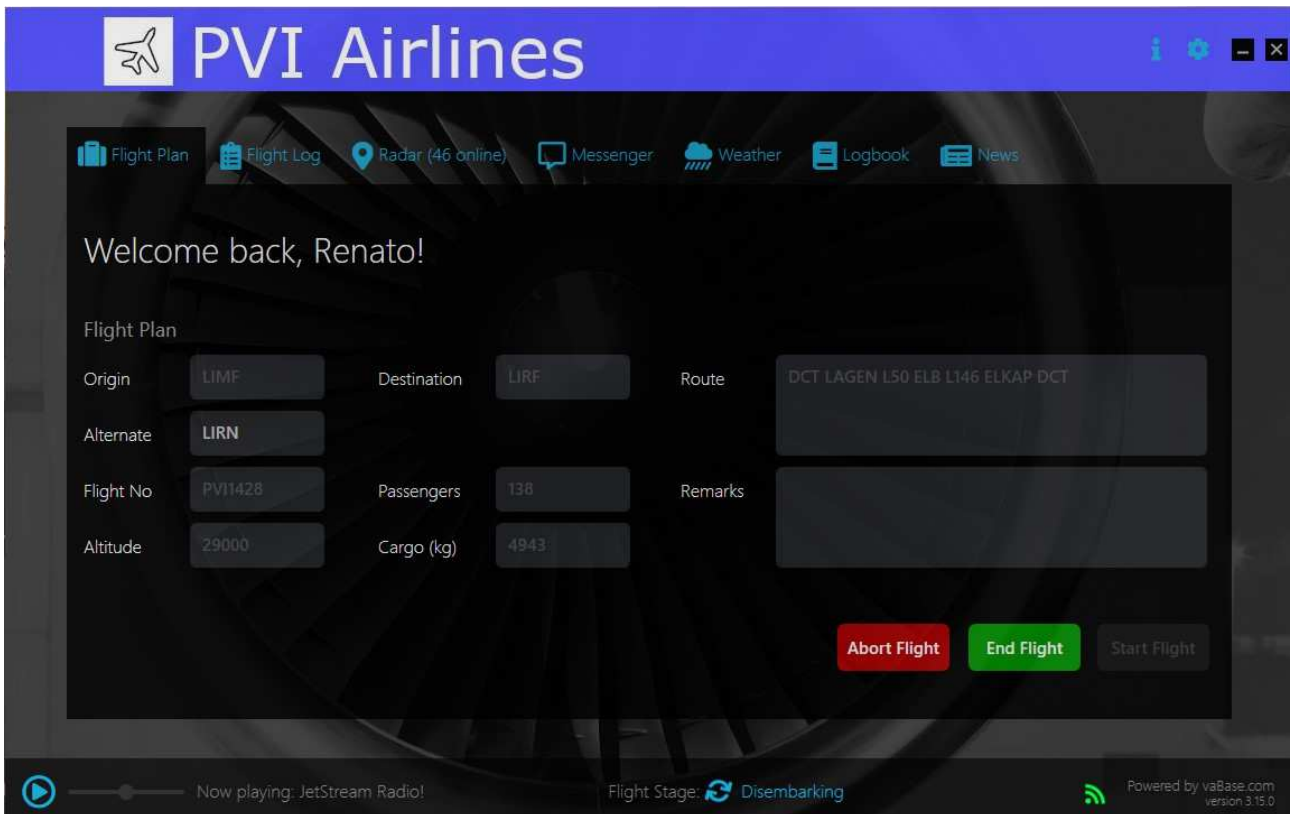 PVI Airlines
Flight Plan Flight Log Radar (46 online) Messenger Weather Logbook News
Welcome back, Renato!
Flight Plan
Origin LIMF Destination LIRF Route DCT LAGEN L50 ELB L146 ELKAP DCT
Alternate LIRN
Flight No PVI1428 Passengers 138 Remarks
Altitude 29000 Cargo (kg) 4943
Abort Flight End Flight Start Flight
Now playing: JetStream Radio! Flight Stage: Disembarking Powered by vaBase.com
version 3.15.0